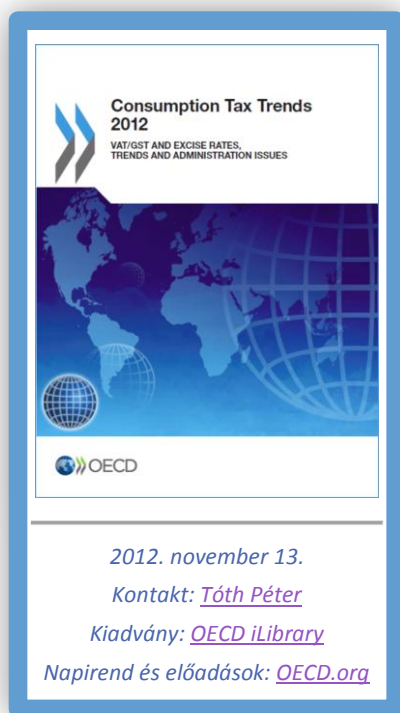 Consumption Tax Trends
2012
VAT/GST AND EXCISE RATES,
TRENDS AND ADMINISTRATION ISSUES
OECD
2012. november 13.
Kontakt: Tóth Péter
Kiadvány: OECD iLibrary
Napirend és előadások: OECD.org